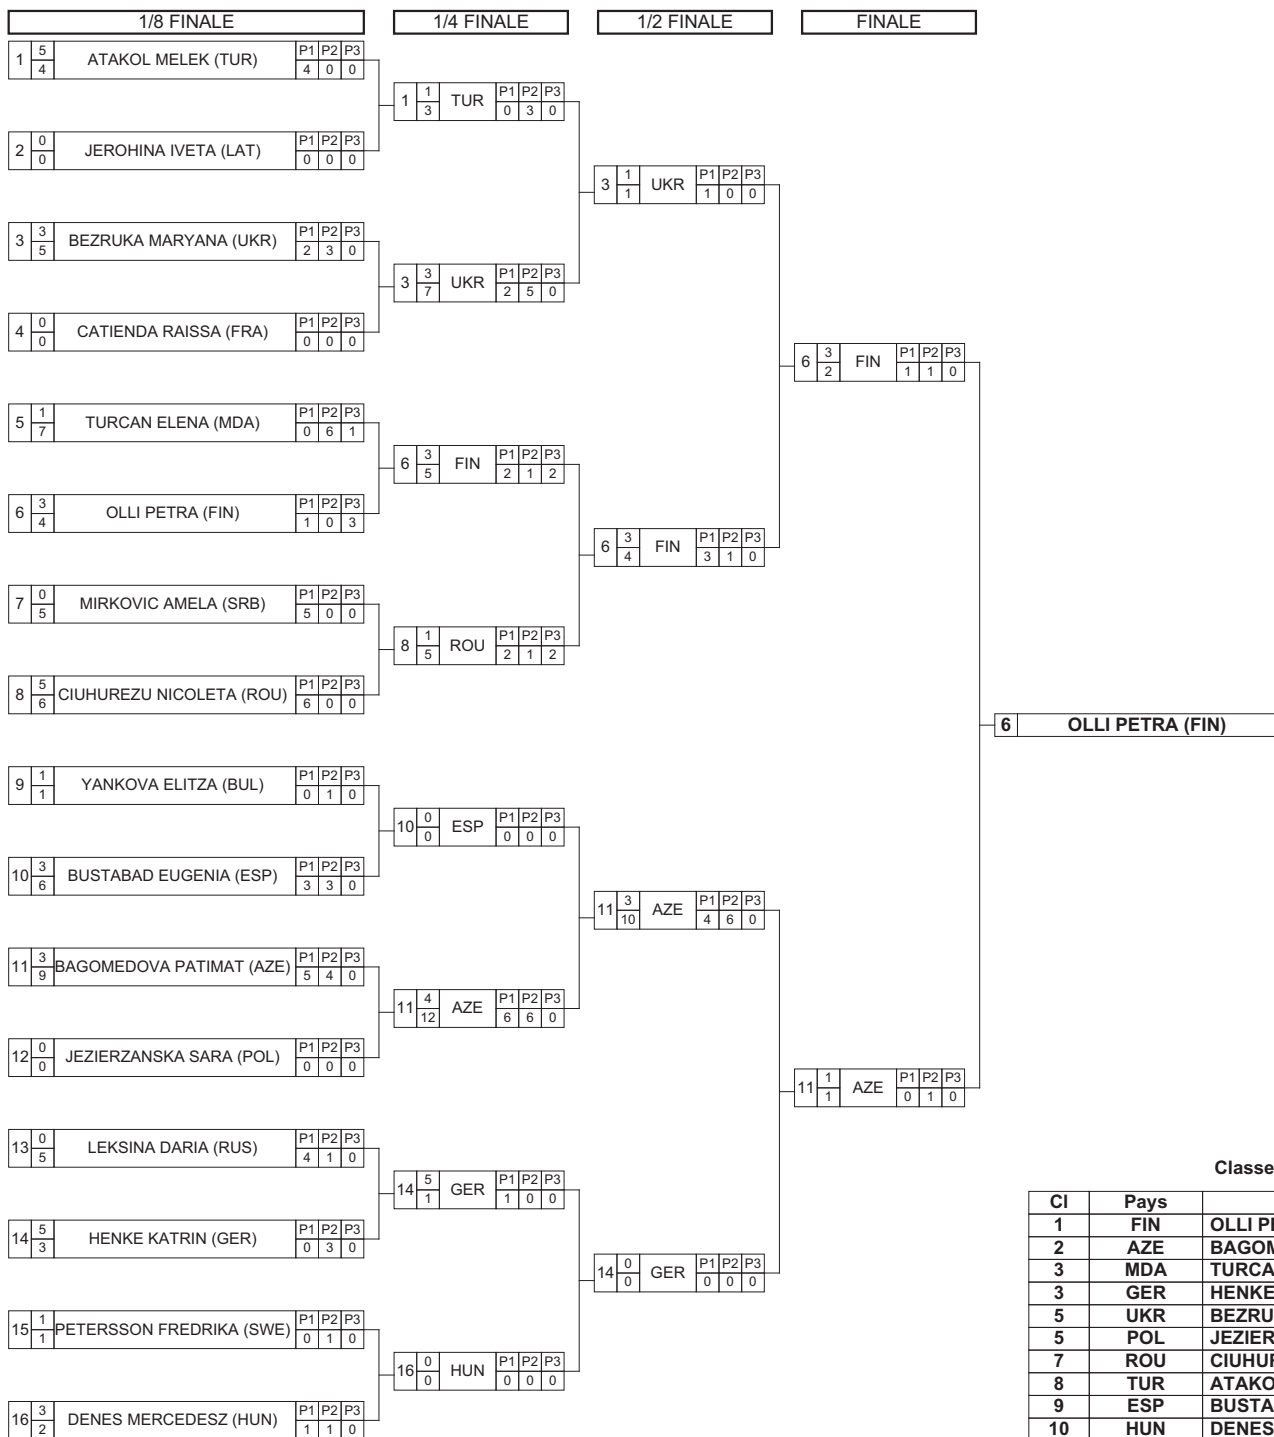 1/8 FINALE 1/4 FINALE 1/2 FINALE FINALE
1 5 4 ATAKOL MELEK (TUR) P1 P2 P3 4 0 0
1 1 3 TUR P1 P2 P3 0 3 0
2 0 0 JEROHINA IVETA (LAT) P1 P2 P3 0 0 0
3 1 1 UKR P1 P2 P3 1 0 0
3 3 5 BEZRUKA MARYANA (UKR) P1 P2 P3 2 3 0
3 3 7 UKR P1 P2 P3 2 5 0
4 0 0 CATIENDA RAISSA (FRA) P1 P2 P3 0 0 0
6 3 2 FIN P1 P2 P3 1 1 0
5 1 7 TURCAN ELENA (MDA) P1 P2 P3 0 6 1
6 3 5 FIN P1 P2 P3 2 1 2
6 3 4 OLLI PETRA (FIN) P1 P2 P3 1 0 3
6 3 4 FIN P1 P2 P3 3 1 0
7 0 5 MIRKOVIC AMELA (SRB) P1 P2 P3 5 0 0
8 1 5 ROU P1 P2 P3 2 1 2
8 5 6 CIUHUREZU NICOLETA (ROU) P1 P2 P3 6 0 0
6 OLLI PETRA (FIN)
9 1 1 YANKOVA ELITZA (BUL) P1 P2 P3 0 1 0
10 0 0 ESP P1 P2 P3 0 0 0
10 3 6 BUSTABAD EUGENIA (ESP) P1 P2 P3 3 3 0
11 3 10 AZE P1 P2 P3 4 6 0
11 3 9 BAGOMEDOVA PATIMAT (AZE) P1 P2 P3 5 4 0
11 4 12 AZE P1 P2 P3 6 6 0
12 0 0 JEZIERZANSKA SARA (POL) P1 P2 P3 0 0 0
11 1 1 AZE P1 P2 P3 0 1 0
13 0 5 LEKSINA DARIA (RUS) P1 P2 P3 4 1 0
14 5 1 GER P1 P2 P3 1 0 0
14 5 3 HENKE KATRIN (GER) P1 P2 P3 0 3 0
14 0 0 GER P1 P2 P3 0 0 0
15 1 1 PETERSSON FREDRIKA (SWE) P1 P2 P3 0 1 0
16 0 0 HUN P1 P2 P3 0 0 0
16 3 2 DENES MERCEDESZ (HUN) P1 P2 P3 1 1 0
Classe
Cl Pays
1 FIN OLLI P
2 AZE BAGOM
3 MDA TURCA
3 GER HENKE
5 UKR BEZRU
5 POL JEZIER
7 ROU CIUHUR
8 TUR ATAKO
9 ESP BUSTA
10 HUN DENES